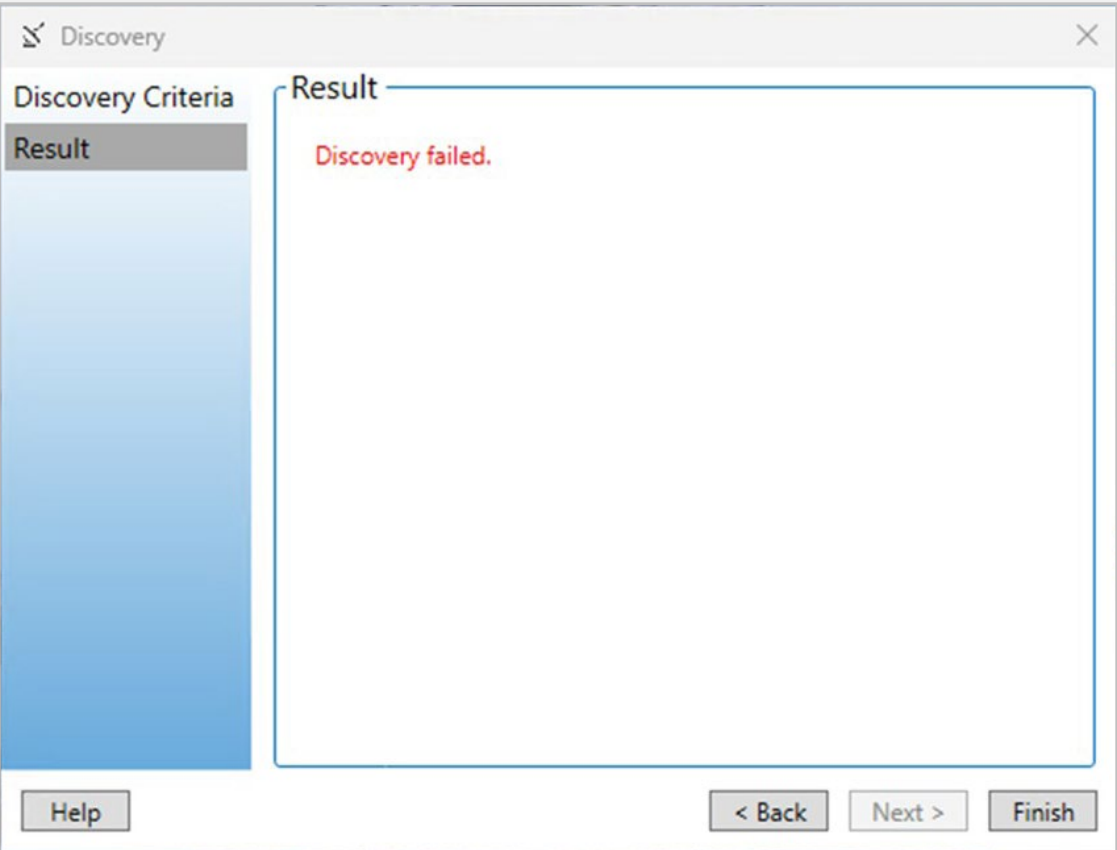 Discovery
Discovery Criteria
Result
Result
Discovery failed.
Help
< Back
Next >
Finish